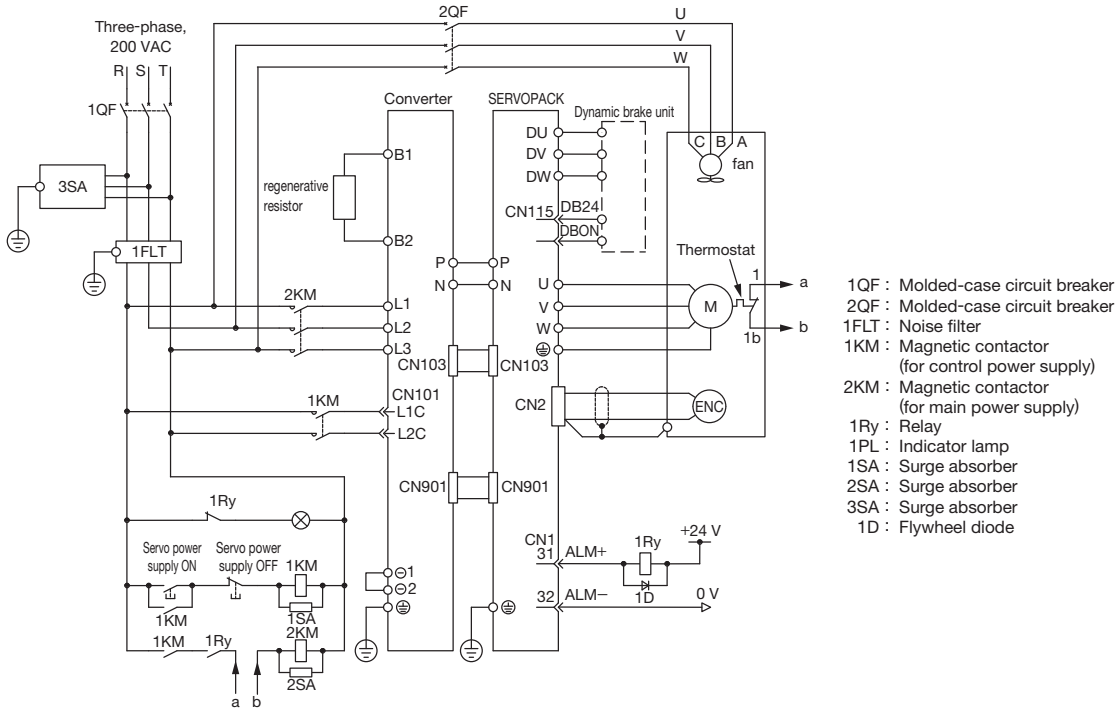 2QF
U
V
W
Three-phase,
200 VAC
R S T
1QF
3SA
1FLT
Converter
SERVOPACK
Dynamic brake unit
B1
regenerative
resistor
B2
DU
DV
DW
CN115
DB24
DBON
C B A
fan
Thermostat
P
N
P
N
2KM
L1
L2
L3
U
V
W
M
1
1b
a
b
CN103
CN103
CN101
1KM
L1C
L2C
CN2
ENC
CN901
CN901
1Ry
Servo power
supply ON
Servo power
supply OFF
1KM
1KM
1SA
2KM
1KM
1Ry
2SA
a b
⊖1
⊖2
CN1
31 ALM+
1Ry
+24 V
1D
32 ALM−
0 V
1QF : Molded-case circuit breaker
2QF : Molded-case circuit breaker
1FLT : Noise filter
1KM : Magnetic contactor
(for control power supply)
2KM : Magnetic contactor
(for main power supply)
1Ry : Relay
1PL : Indicator lamp
1SA : Surge absorber
2SA : Surge absorber
3SA : Surge absorber
1D : Flywheel diode